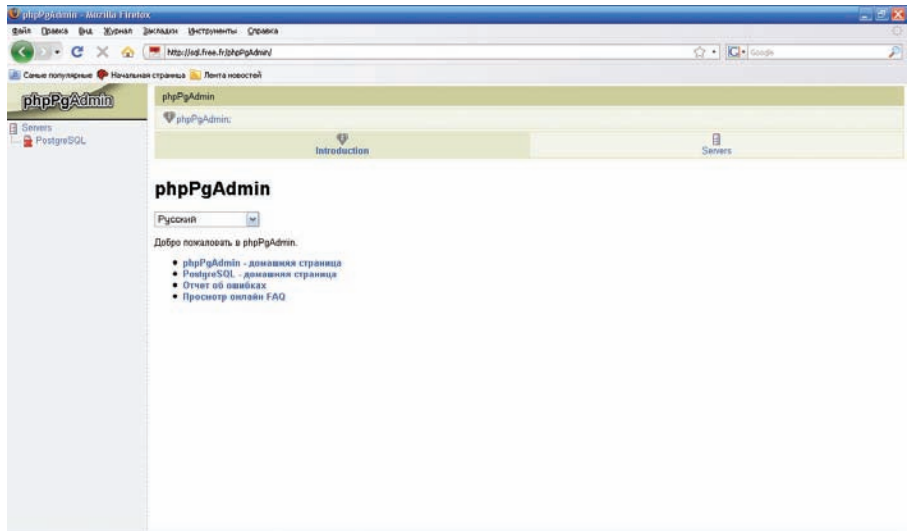 phpPgAdmin - Mozilla Firefox
Файл Правка Вид Журнал Закладки Инструменты Справка
http://sql.free.fr/phpPgAdmin/
Google
Самые популярные Начальная страница Лента новостей
phpPgAdmin
Servers
PostgreSQL
phpPgAdmin
phpPgAdmin:
Introduction
Servers
phpPgAdmin
Русский
Добро пожаловать в phpPgAdmin.
phpPgAdmin - домашняя страница
PostgreSQL - домашняя страница
Отчет об ошибках
Просмотр онлайн FAQ